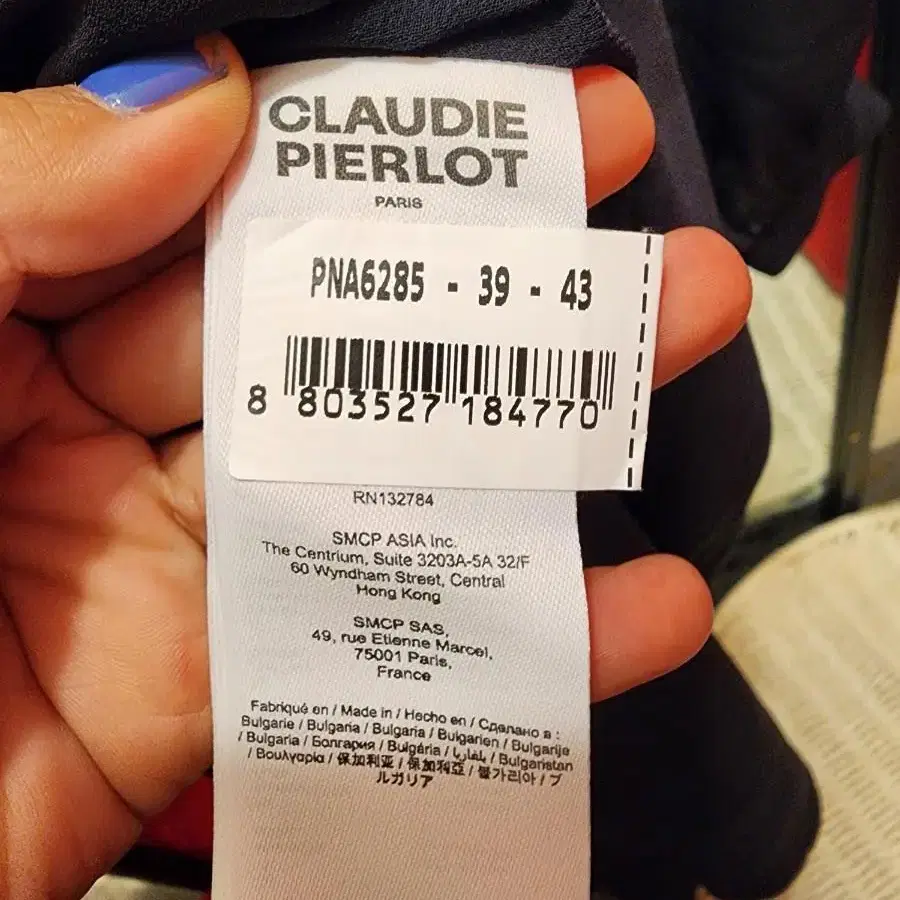 CLAUDIE
PIERLOT
PARIS
PNA6285 - 39 - 43
8 803527 184770
RN132784
SMCP ASIA Inc.
The Centrium, Suite 3203A-5A 32/F
60 Wyndham Street, Central
Hong Kong
SMCP SAS,
49, rue Etienne Marcel,
75001 Paris,
France
Fabriqué en / Made in / Hecho en / Сделано в :
Bulgarie / Bulgaria / Bulgaria / Bulgarien / Bulgarije
/ Bulgaria / Болгария / Bulgária / بلغاريا / Bulgaristan
/ Βουλγαρία / 保加利亚 / 保加利亞 / 불가리아 / ブ
ルガリア